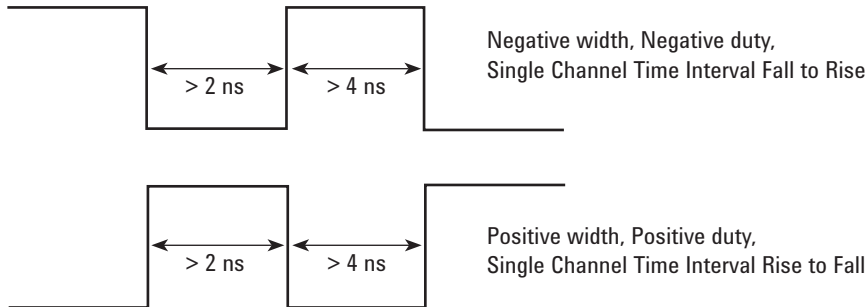 Negative width, Negative duty,
Single Channel Time Interval Fall to Rise
> 2 ns
> 4 ns
Positive width, Positive duty,
Single Channel Time Interval Rise to Fall
> 2 ns
> 4 ns